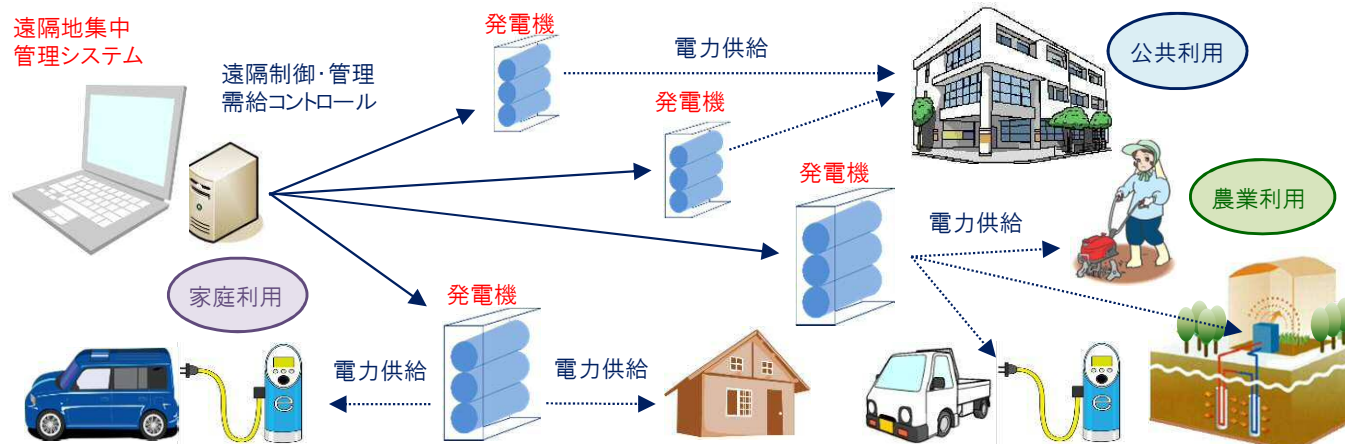 遠隔地集中
管理システム
遠隔制御・管理
需給コントロール
発電機
電力供給
公共利用
発電機
発電機
農業利用
電力供給
家庭利用
発電機
電力供給
電力供給